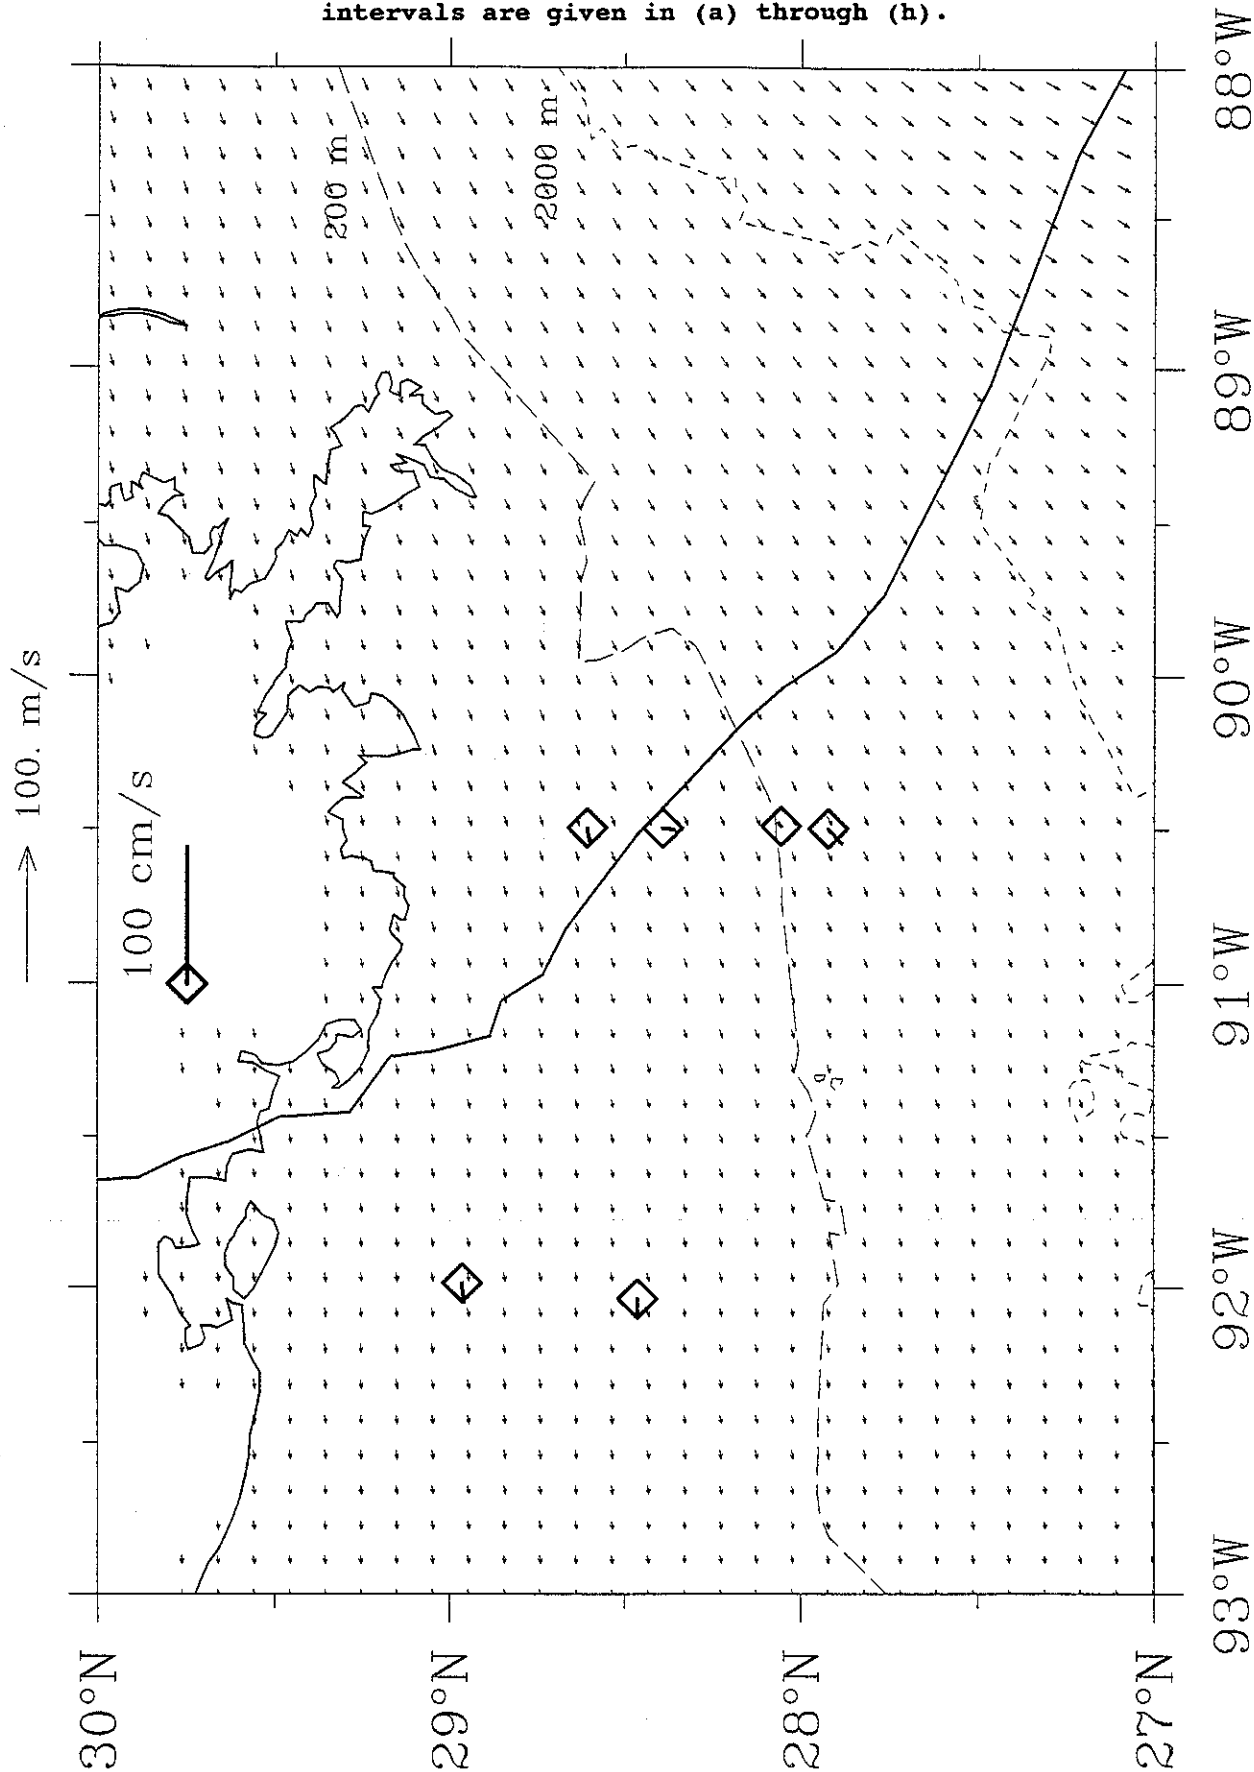 intervals are given in (a) through (h).
100. m/s
100 cm/s
200 m
2000 m
30°N
29°N
28°N
27°N
93°W
92°W
91°W
90°W
89°W
88°W